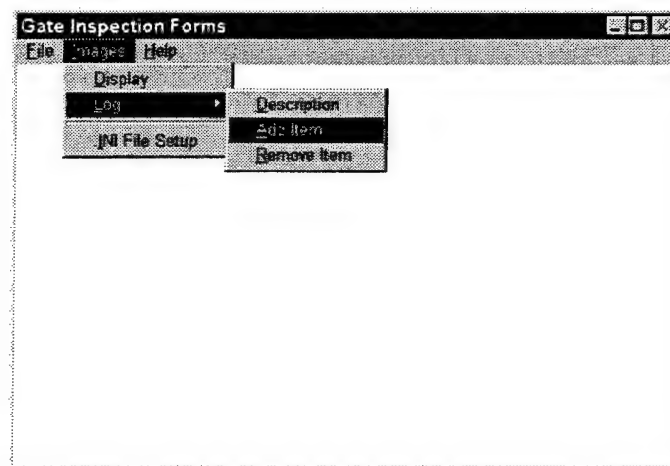 Gate Inspection Forms
File Images Help
Display
Log
Description
Add Item
.INI File Setup
Remove Item